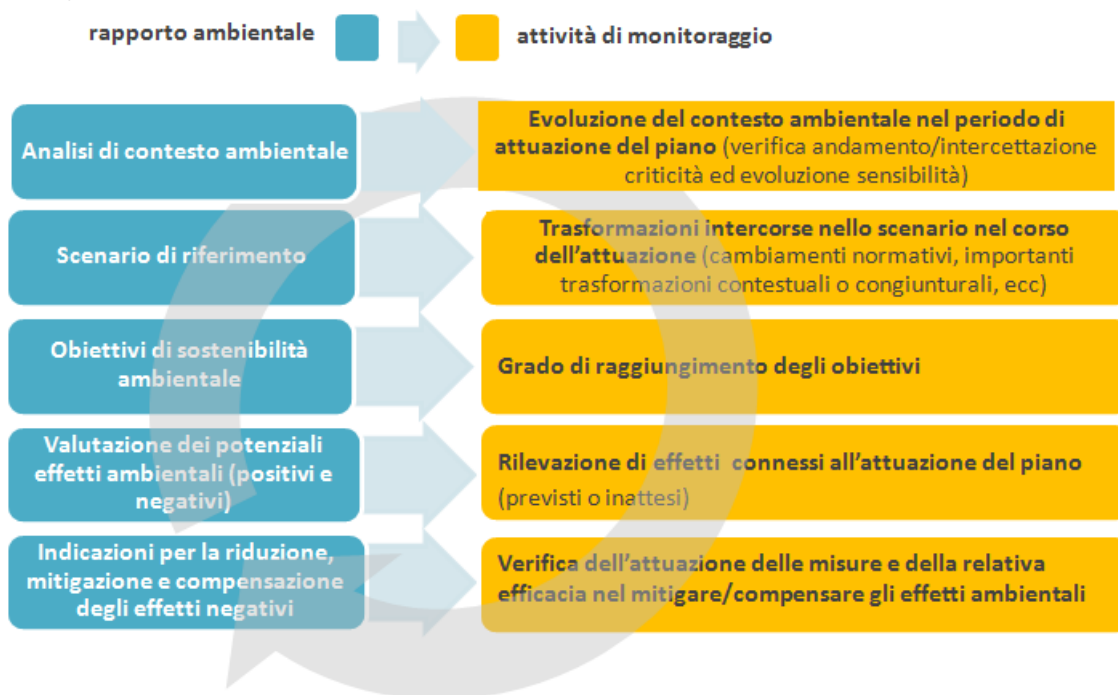 rapporto ambientale
attività di monitoraggio
Analisi di contesto ambientale
Evoluzione del contesto ambientale nel periodo di
attuazione del piano (verifica andamento/intercettazione
criticità ed evoluzione sensibilità)
Scenario di riferimento
Trasformazioni intercorse nello scenario nel corso
dell'attuazione (cambiamenti normativi, importanti
trasformazioni contestuali o congiunturali, ecc)
Obiettivi di sostenibilità
ambientale
Grado di raggiungimento degli obiettivi
Valutazione dei potenziali
effetti ambientali (positivi e
negativi)
Rilevazione di effetti connessi all'attuazione del piano
(previsti o inattesi)
Indicazioni per la riduzione,
mitigazione e compensazione
degli effetti negativi
Verifica dell'attuazione delle misure e della relativa
efficacia nel mitigare/compensare gli effetti ambientali